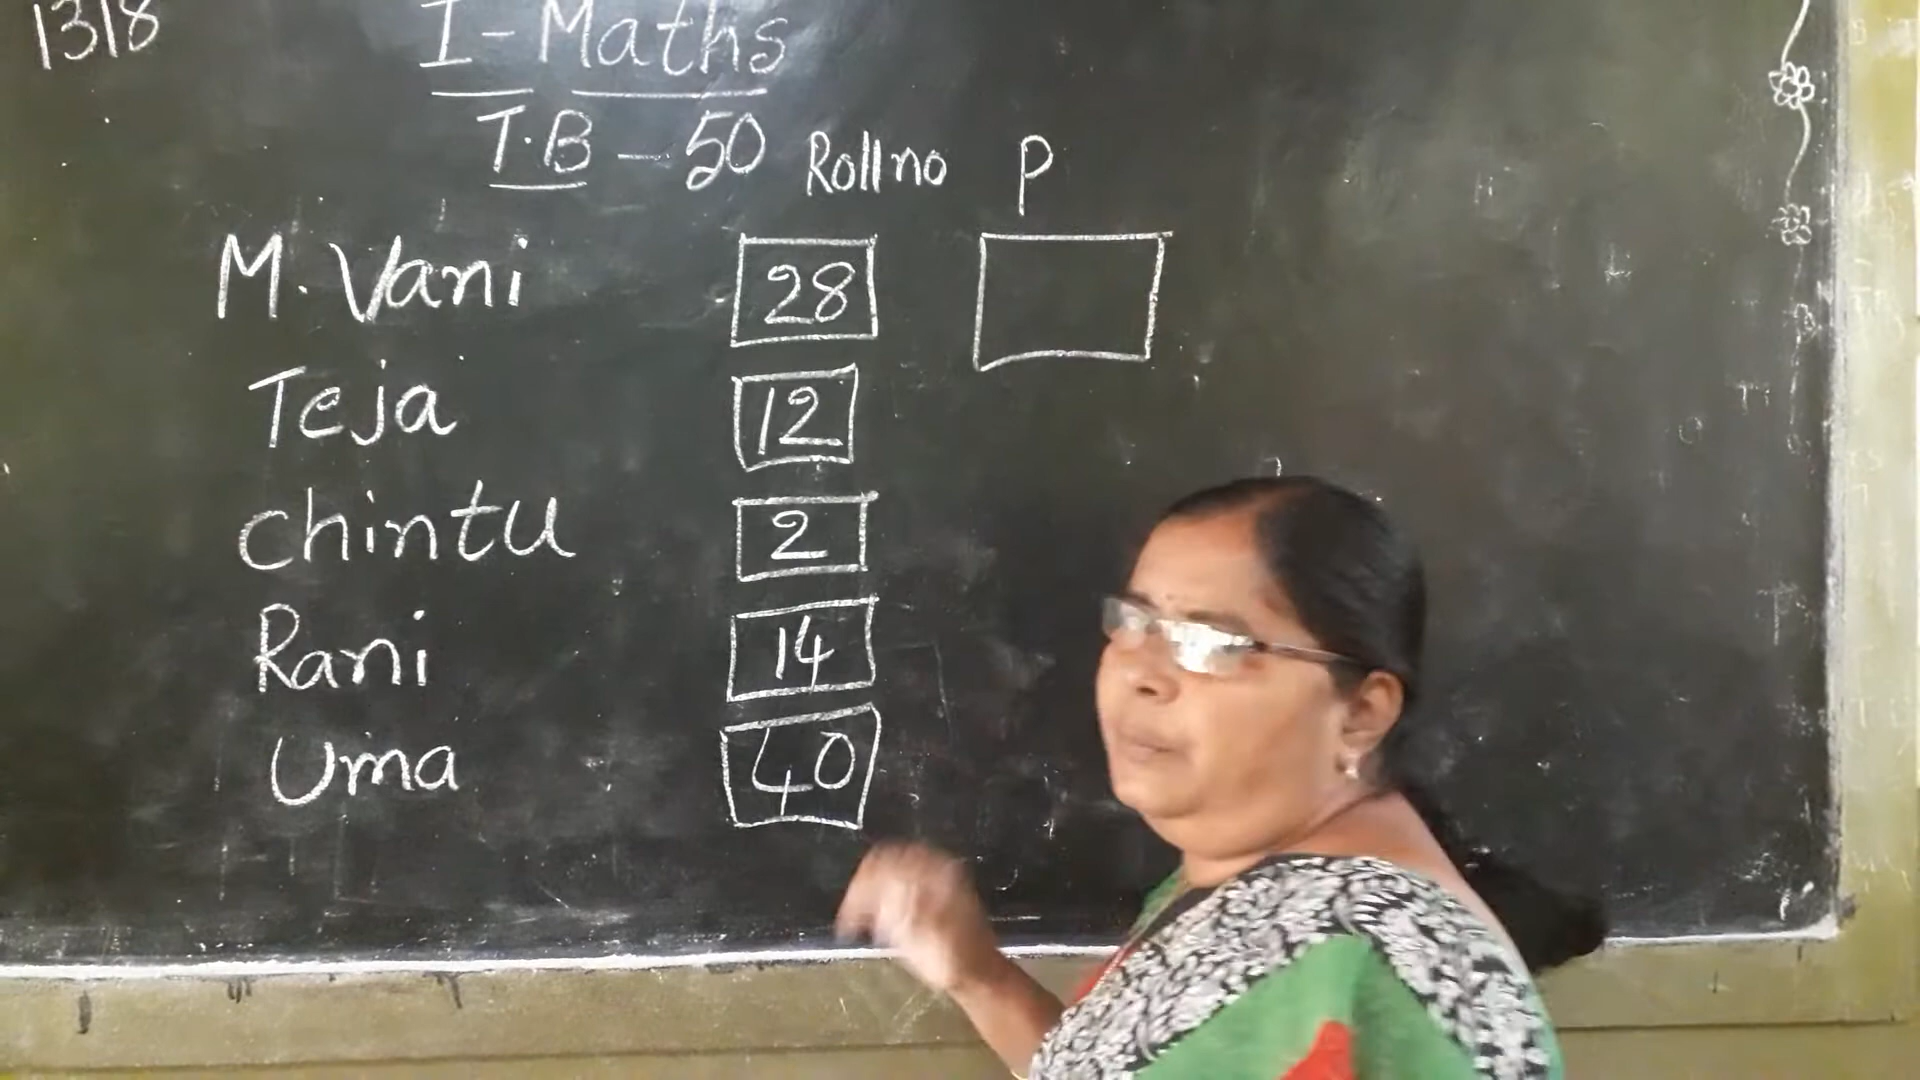 1318
I - Maths
T.B - 50 Rollno P
M. Vani 28
Teja 12
chintu 2
Rani 14
Uma 40